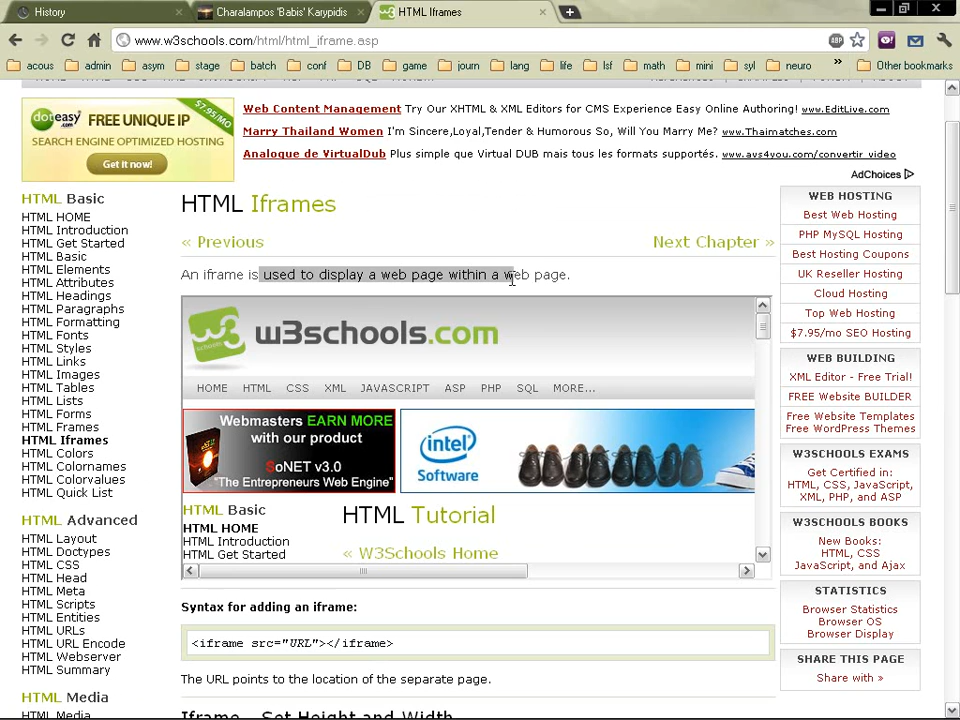 History
Charalampos 'Babis' Karypidis
HTML Iframes
www.w3schools.com/html/html_iframe.asp
ABP
acous admin asym stage batch conf DB game journ lang life lsf math mini syl neuro » Other bookmarks
doteasy.com FREE UNIQUE IP
$7.95/MO
SEARCH ENGINE OPTIMIZED HOSTING
Get it now!
Web Content Management Try Our XHTML & XML Editors for CMS Experience Easy Online Authoring! www.EditLive.com
Marry Thailand Women I'm Sincere,Loyal,Tender & Humorous So, Will You Marry Me? www.Thaimatches.com
Analogue de VirtualDub Plus simple que Virtual DUB mais tous les formats supportés. www.avs4you.com/convertir_video
AdChoices
HTML Basic
HTML HOME
HTML Introduction
HTML Get Started
HTML Basic
HTML Elements
HTML Attributes
HTML Headings
HTML Paragraphs
HTML Formatting
HTML Fonts
HTML Styles
HTML Links
HTML Images
HTML Tables
HTML Lists
HTML Forms
HTML Frames
HTML Iframes
HTML Colors
HTML Colornames
HTML Colorvalues
HTML Quick List
HTML Advanced
HTML Layout
HTML Doctypes
HTML CSS
HTML Head
HTML Meta
HTML Scripts
HTML Entities
HTML URLs
HTML URL Encode
HTML Webserver
HTML Summary
HTML Media
HTML Media
HTML Iframes
« Previous
Next Chapter »
An iframe is used to display a web page within a web page.
w3schools.com
HOME HTML CSS XML JAVASCRIPT ASP PHP SQL MORE...
Webmasters EARN MORE
with our product
SoNET v3.0
"The Entrepreneurs Web Engine"
intel
Software
HTML Basic
HTML HOME
HTML Introduction
HTML Get Started
HTML Tutorial
« W3Schools Home
Syntax for adding an iframe:
<iframe src="URL"></iframe>
The URL points to the location of the separate page.
Iframe - Set Height and Width
WEB HOSTING
Best Web Hosting
PHP MySQL Hosting
Best Hosting Coupons
UK Reseller Hosting
Cloud Hosting
Top Web Hosting
$7.95/mo SEO Hosting
WEB BUILDING
XML Editor - Free Trial!
FREE Website BUILDER
Free Website Templates
Free WordPress Themes
W3SCHOOLS EXAMS
Get Certified in:
HTML, CSS, JavaScript,
XML, PHP, and ASP
W3SCHOOLS BOOKS
New Books:
HTML, CSS
JavaScript, and Ajax
STATISTICS
Browser Statistics
Browser OS
Browser Display
SHARE THIS PAGE
Share with »